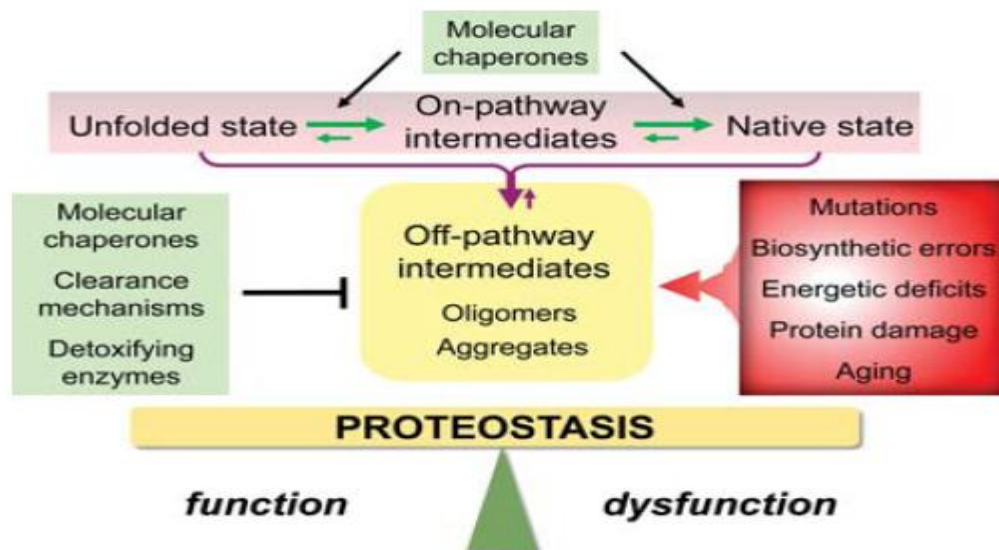 Molecular
chaperones
Unfolded state
On-pathway
intermediates
Native state
Molecular
chaperones
Clearance
mechanisms
Detoxifying
enzymes
Off-pathway
intermediates
Oligomers
Aggregates
Mutations
Biosynthetic errors
Energetic deficits
Protein damage
Aging
PROTEOSTASIS
function
dysfunction